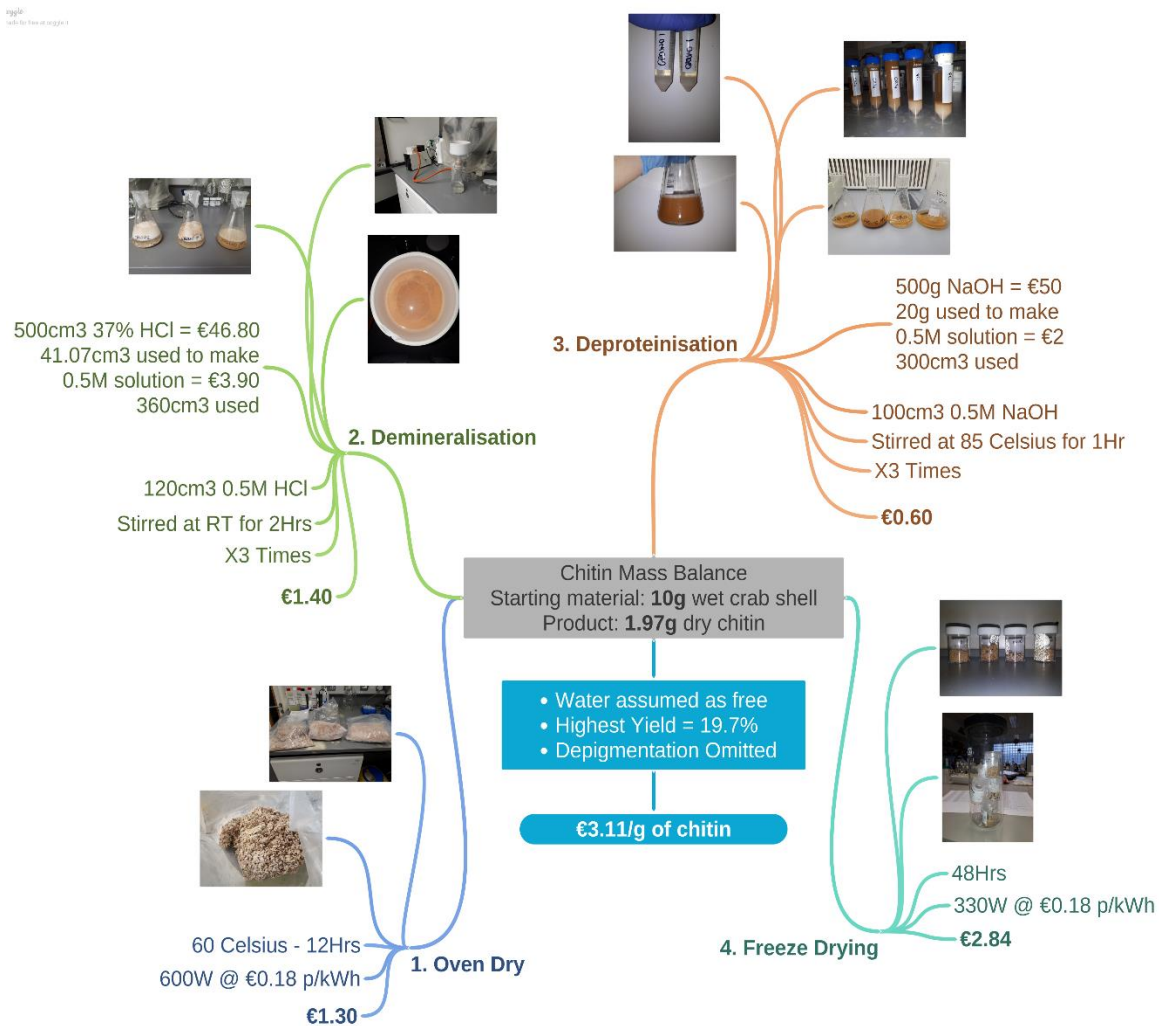 500cm3 37% HCl = €46.80
41.07cm3 used to make
0.5M solution = €3.90
360cm3 used
2. Demineralisation
120cm3 0.5M HCl
Stirred at RT for 2Hrs
X3 Times
€1.40
3. Deproteinisation
500g NaOH = €50
20g used to make
0.5M solution = €2
300cm3 used
100cm3 0.5M NaOH
Stirred at 85 Celsius for 1Hr
X3 Times
€0.60
Chitin Mass Balance
Starting material: 10g wet crab shell
Product: 1.97g dry chitin
• Water assumed as free
• Highest Yield = 19.7%
• Depigmentation Omitted
€3.11/g of chitin
60 Celsius - 12Hrs
600W @ €0.18 p/kWh
€1.30
1. Oven Dry
48Hrs
330W @ €0.18 p/kWh
€2.84
4. Freeze Drying